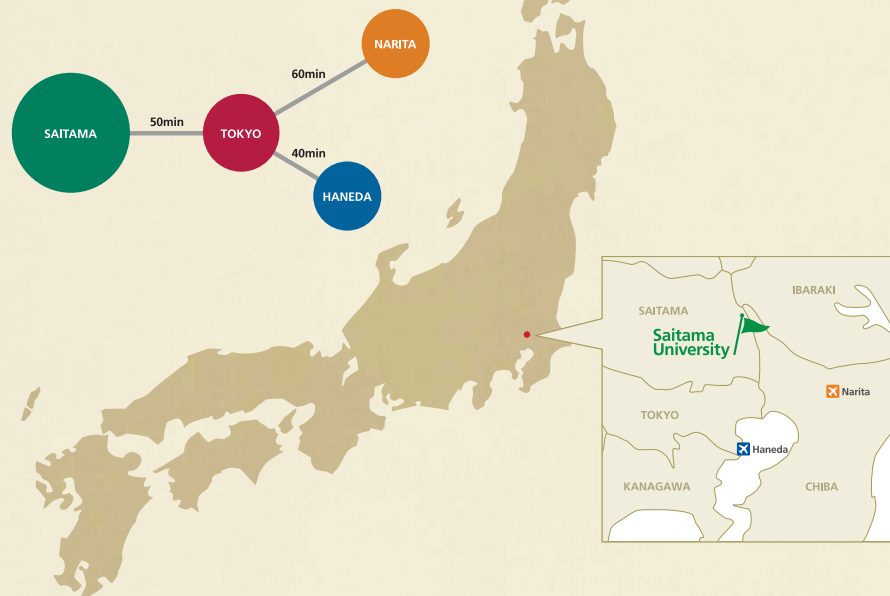 NARITA
60min
50min
SAITAMA
TOKYO
40min
HANEDA
IBARAKI
SAITAMA
Saitama
University
Narita
TOKYO
Haneda
KANAGAWA
CHIBA